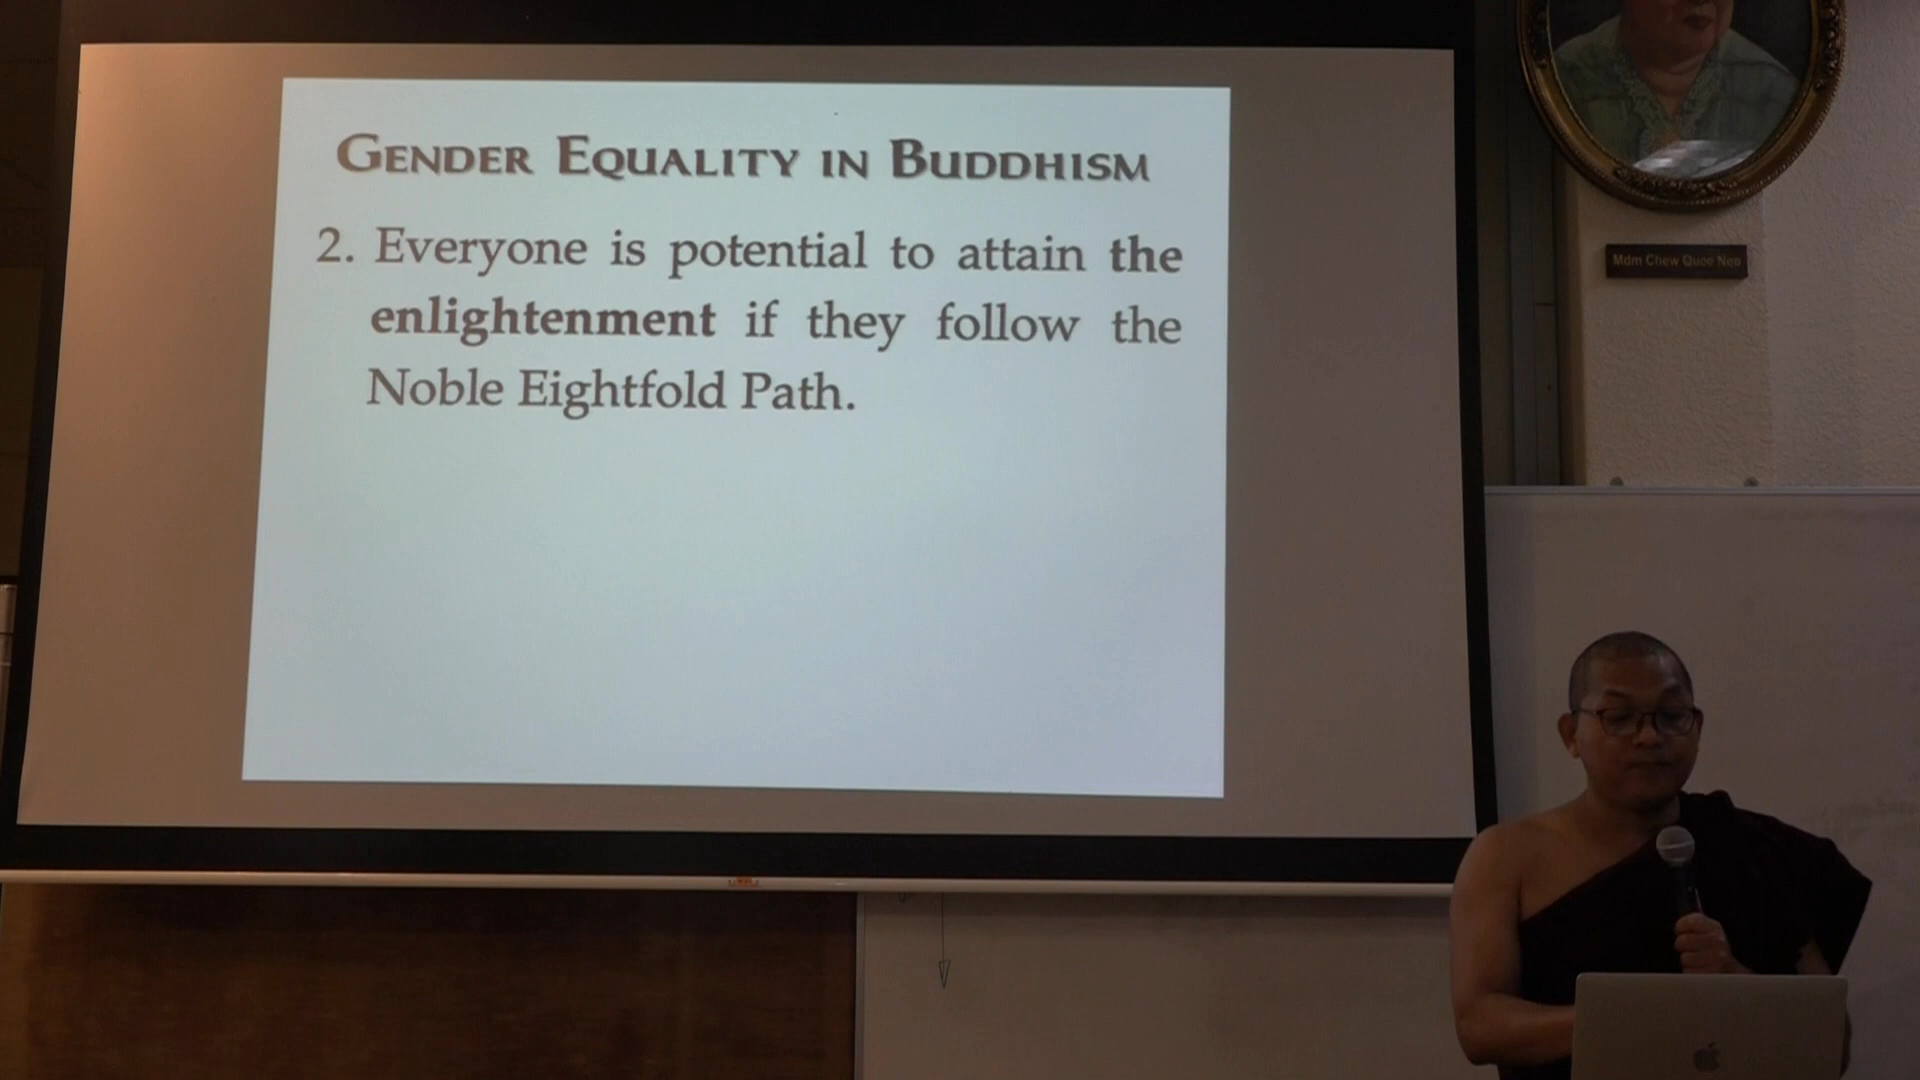 GENDER EQUALITY IN BUDDHISM
2. Everyone is potential to attain the
enlightenment if they follow the
Noble Eightfold Path.
Mdm Chew Quee Neo